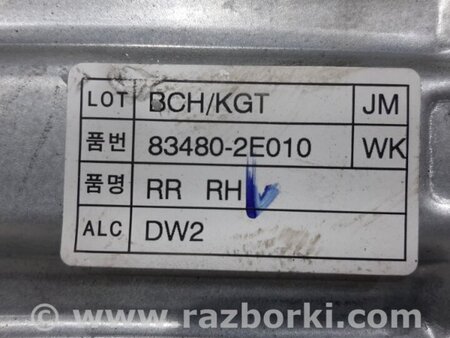 LOT BCH/KGT JM
품번 83480-2E010 WK
품명 RR RH
ALC DW2
www.razborki.com